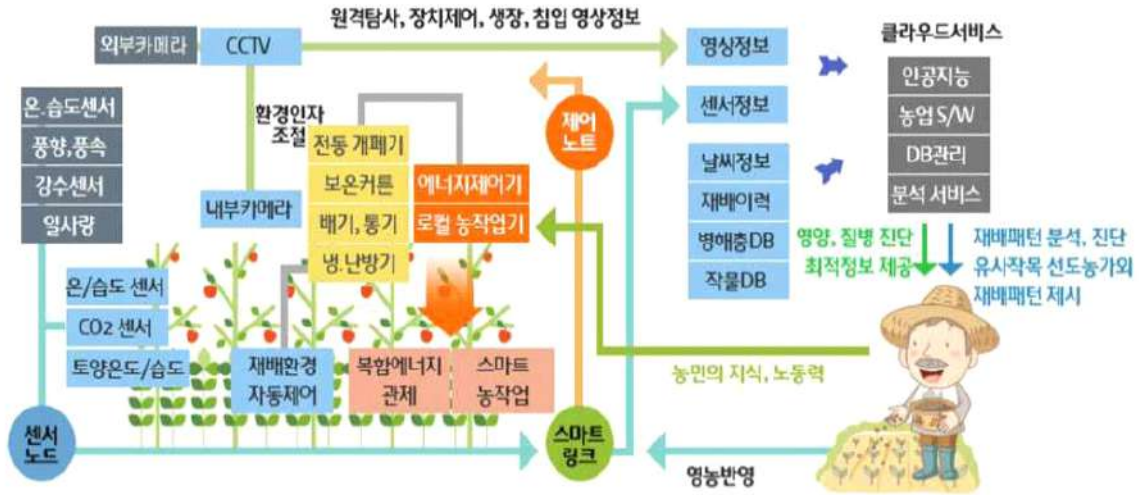 원격탐사, 장치제어, 생장, 침입 영상정보
외부카메라
CCTV
영상정보
클라우드서비스
인공지능
농업 S/W
DB관리
분석 서비스
온.습도센서
풍향,풍속
강수센서
일사량
환경인자
조절
전동 개폐기
보온커튼
배기, 통기
냉.난방기
내부카메라
에너지제어기
로컬 농작업기
제어
노트
센서정보
날씨정보
재배이력
병해충DB
작물DB
영양, 질병 진단
최적정보 제공
재배패턴 분석, 진단
유사작목 선도농가외
재배패턴 제시
온/습도 센서
CO2 센서
토양온도/습도
재배환경
자동제어
복합에너지
관제
스마트
농작업
농민의 지식, 노동력
센서
노드
스마트
링크
영농반영